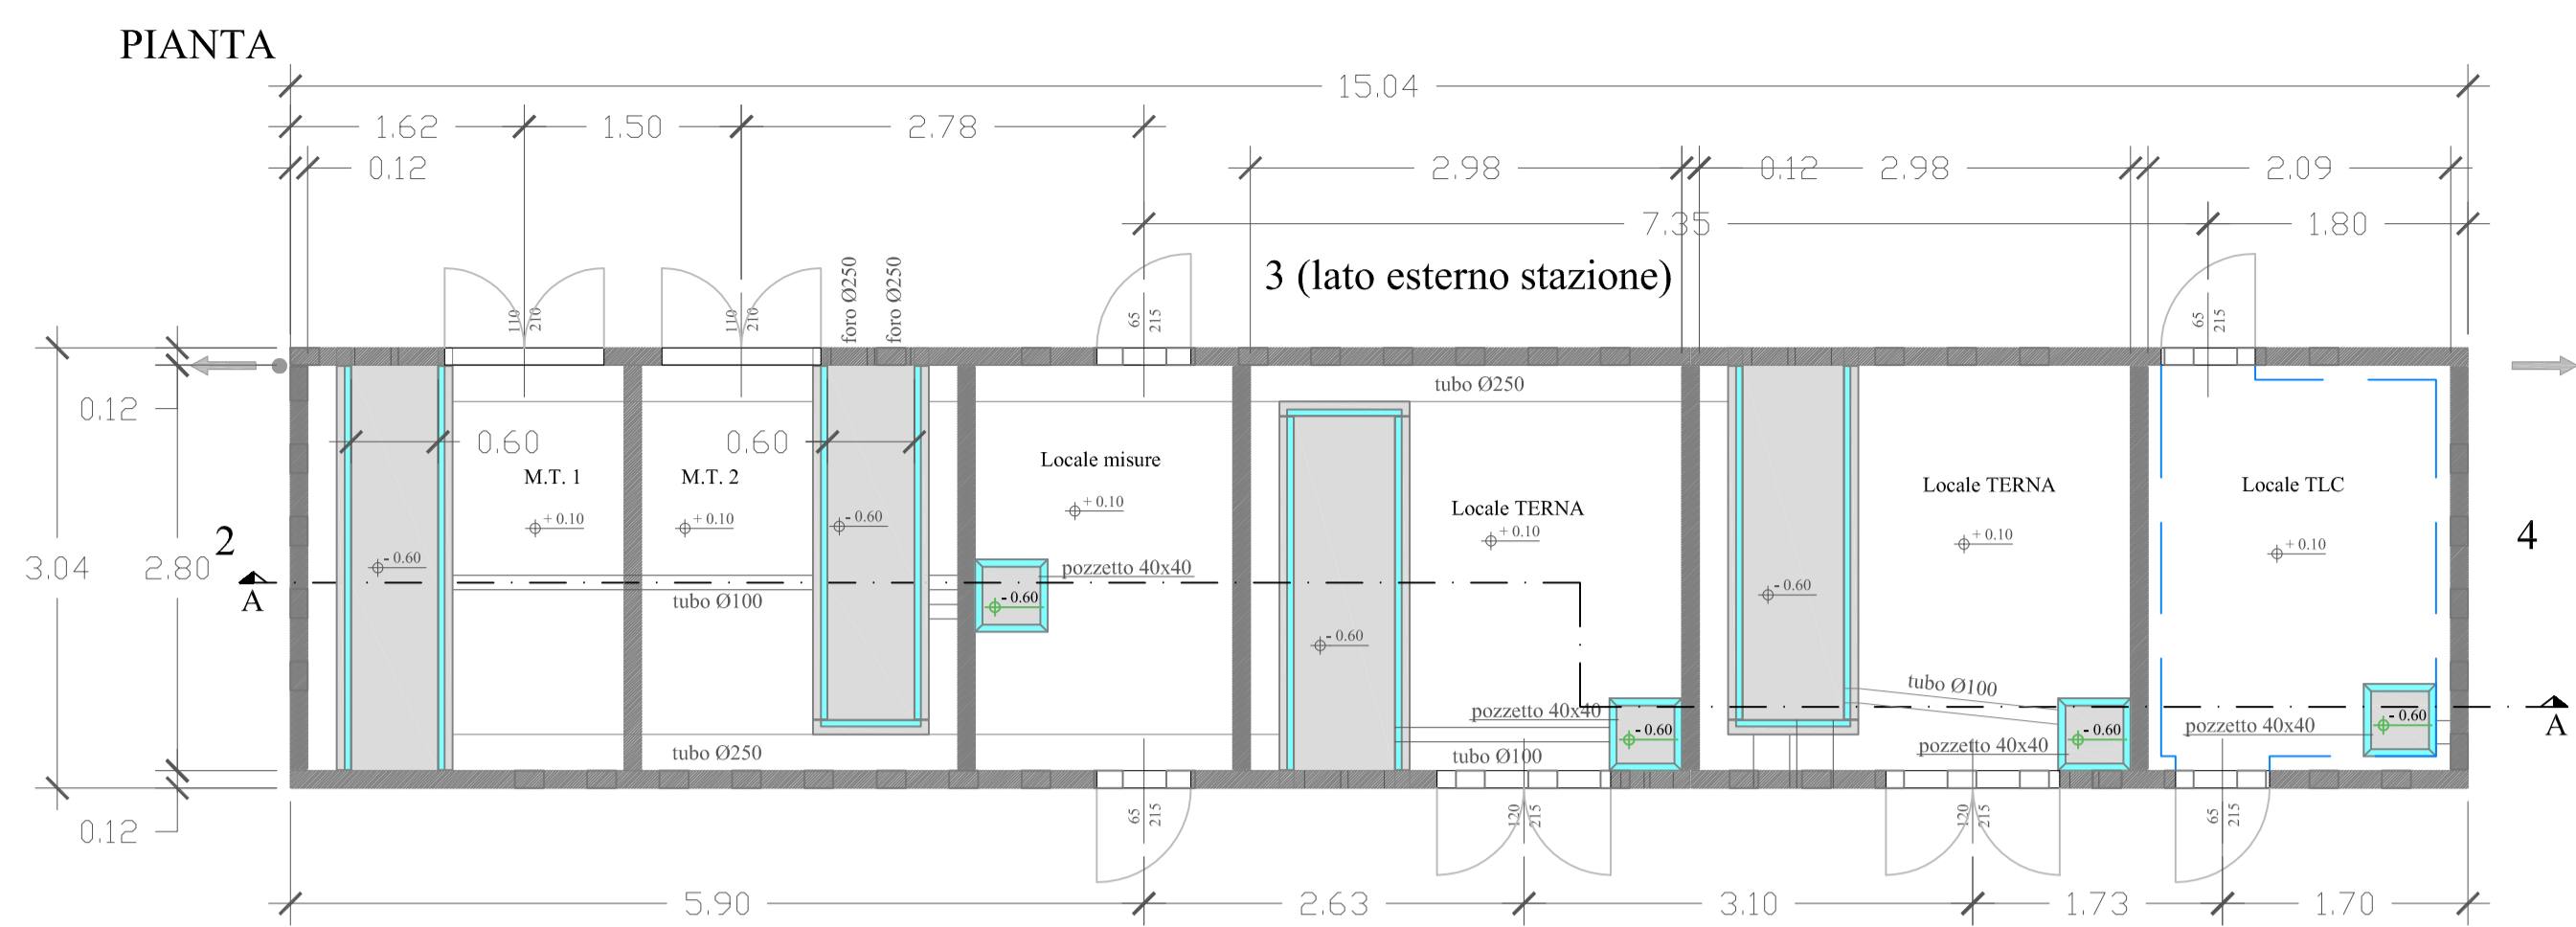 PIANTA
15.04
1.62 1.50 2.78
0.12 2.98 0.12 2.98 2.09
7.35 1.80
3 (lato esterno stazione)
foro Ø250
foro Ø250
110
210
110
210
65
215
65
215
tubo Ø250
0.12
0.60 0.60
M.T. 1 M.T. 2 Locale misure Locale TERNA Locale TERNA Locale TLC
+ 0.10 + 0.10 - 0.60 + 0.10 + 0.10 + 0.10 + 0.10
2 4
3.04 2.80
- 0.60 pozzetto 40x40 - 0.60
A tubo Ø100 - 0.60
- 0.60
tubo Ø100
pozzetto 40x40 - 0.60
pozzetto 40x40 - 0.60
A
tubo Ø250 tubo Ø100 pozzetto 40x40 - 0.60
0.12
65
215
120
215
120
215
65
215
5.90 2.63 3.10 1.73 1.70